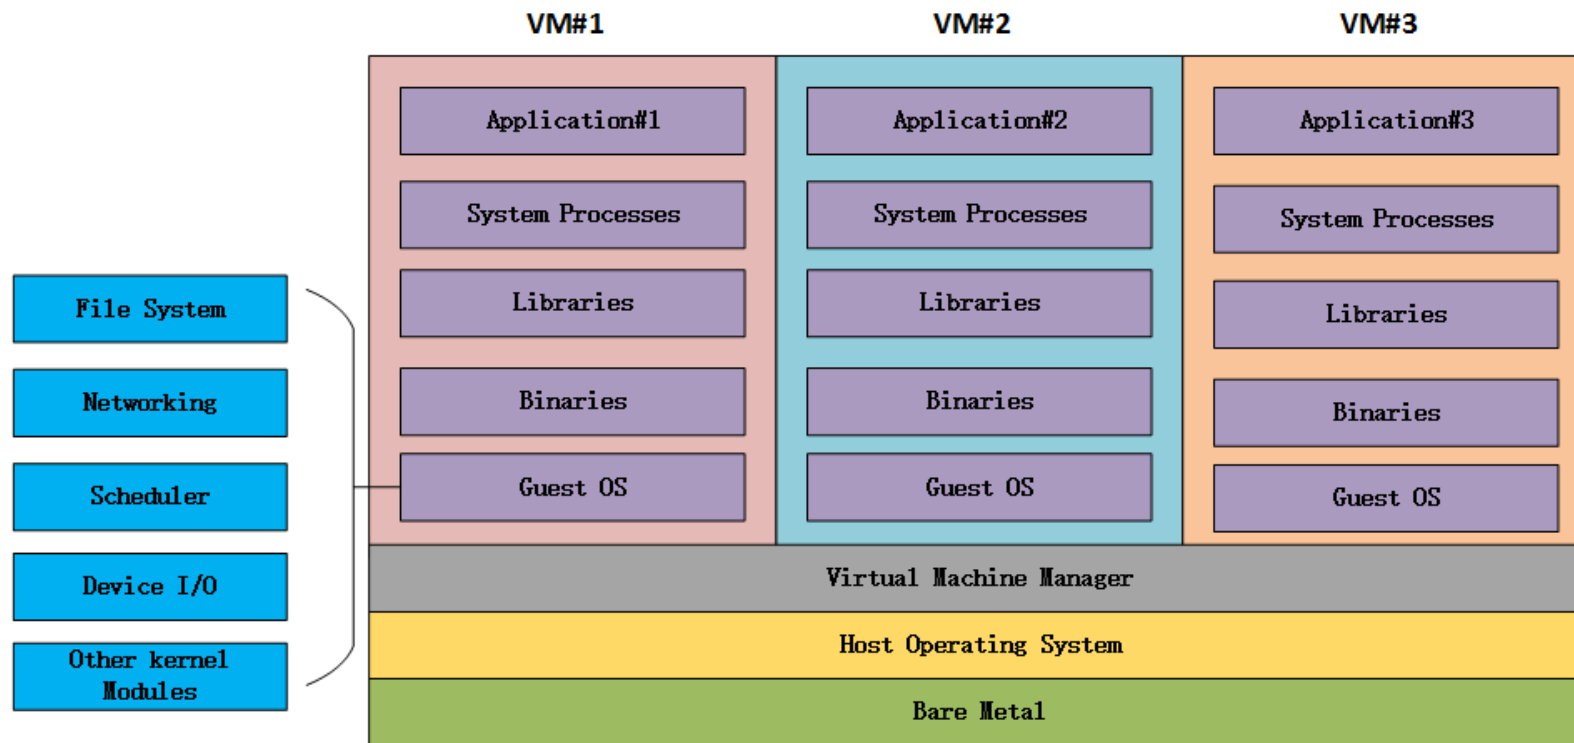 VM#1
VM#2
VM#3
Application#1
Application#2
Application#3
System Processes
System Processes
System Processes
File System
Libraries
Libraries
Libraries
Networking
Binaries
Binaries
Binaries
Scheduler
Guest OS
Guest OS
Guest OS
Device I/O
Virtual Machine Manager
Other kernel
Modules
Host Operating System
Bare Metal